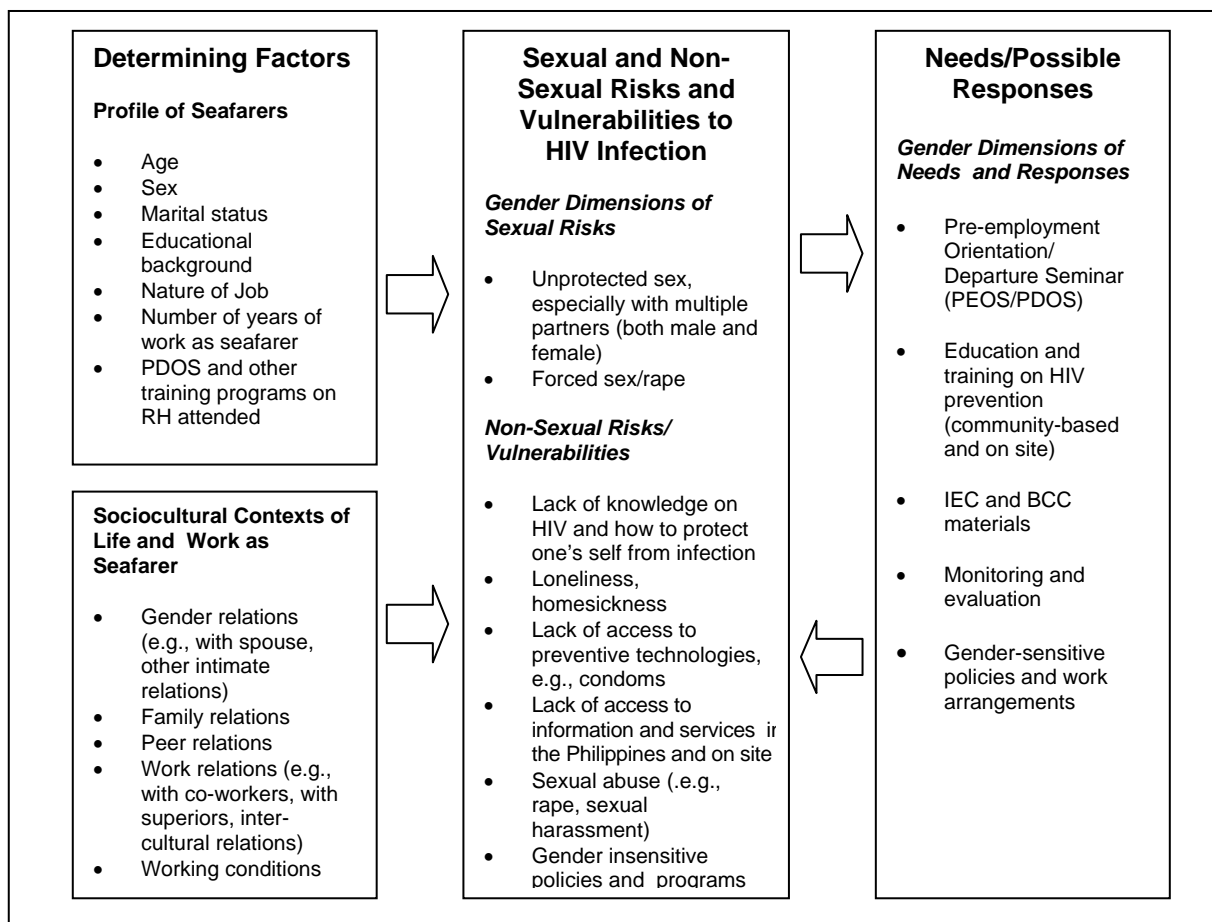 Determining Factors
Profile of Seafarers
• Age
• Sex
• Marital status
• Educational
background
• Nature of Job
• Number of years of
work as seafarer
• PDOS and other
training programs on
RH attended
Sociocultural Contexts of
Life and Work as
Seafarer
• Gender relations
(e.g., with spouse,
other intimate
relations)
• Family relations
• Peer relations
• Work relations (e.g.,
with co-workers, with
superiors, inter-
cultural relations)
• Working conditions
Sexual and Non-
Sexual Risks and
Vulnerabilities to
HIV Infection
Gender Dimensions of
Sexual Risks
• Unprotected sex,
especially with multiple
partners (both male and
female)
• Forced sex/rape
Non-Sexual Risks/
Vulnerabilities
• Lack of knowledge on
HIV and how to protect
one's self from infection
• Loneliness,
homesickness
• Lack of access to
preventive technologies,
e.g., condoms
• Lack of access to
information and services in
the Philippines and on site
• Sexual abuse (.e.g.,
rape, sexual
harassment)
• Gender insensitive
policies and programs
Needs/Possible
Responses
Gender Dimensions of
Needs and Responses
• Pre-employment
Orientation/
Departure Seminar
(PEOS/PDOS)
• Education and
training on HIV
prevention
(community-based
and on site)
• IEC and BCC
materials
• Monitoring and
evaluation
• Gender-sensitive
policies and work
arrangements